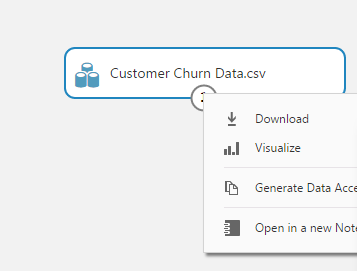 Customer Churn Data.csv
Download
Visualize
Generate Data Acce
Open in a new Note